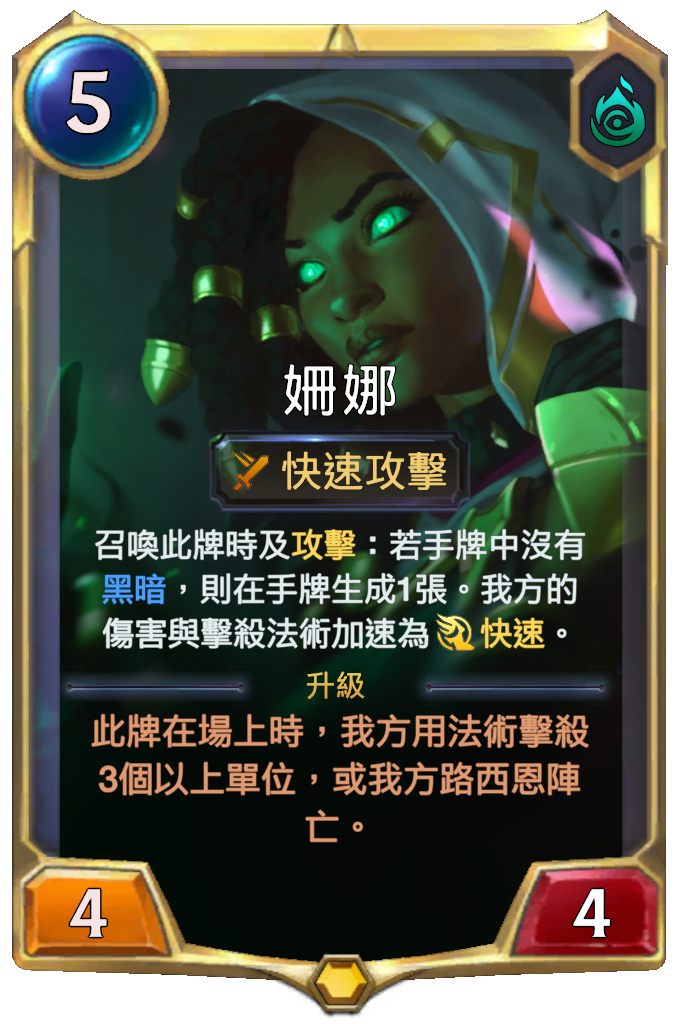 5
姍娜
快速攻擊
召喚此牌時及攻擊：若手牌中沒有
黑暗，則在手牌生成1張。我方的
傷害與擊殺法術加速為快速。
升級
此牌在場上時，我方用法術擊殺
3個以上單位，或我方路西恩陣
亡。
4
4